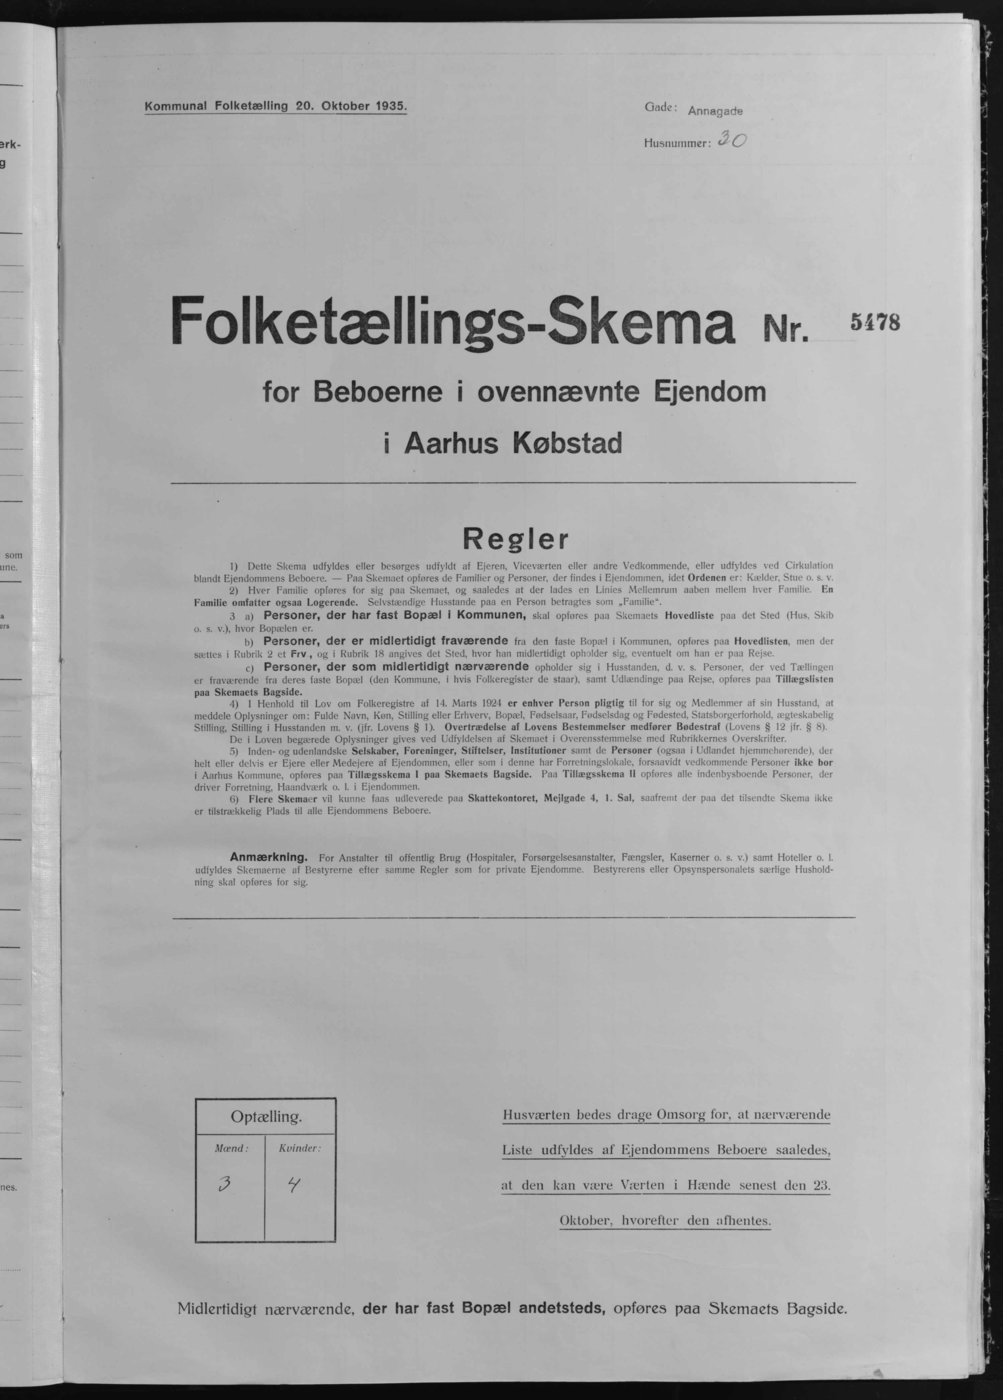 Kommunal Folketælling 20. Oktober 1935.
Gade: Annagade
Husnummer: 30
Folketællings-Skema Nr. 5478
for Beboerne i ovennævnte Ejendom
i Aarhus Købstad
Regler
1) Dette Skema udfyldes eller besørges udfyldt af Ejeren, Viceværten eller andre Vedkommende, eller udfyldes ved Cirkulation
blandt Ejendommens Beboere. — Paa Skemaet opføres de Familier og Personer, der findes i Ejendommen, idet Ordenen er: Kælder, Stue o. s. v.
2) Hver Familie opføres for sig paa Skemaet, og saaledes at der lades en Linies Mellemrum aaben mellem hver Familie. En
Familie omfatter ogsaa Logerende. Selvstændige Husstande paa en Person betragtes som „Familie“.
3 a) Personer, der har fast Bopæl i Kommunen, skal opføres paa Skemaets Hovedliste paa det Sted (Hus, Skib
o. s. v.), hvor Bopælen er.
b) Personer, der er midlertidigt fraværende fra den faste Bopæl i Kommunen, opføres paa Hovedlisten, men der
sættes i Rubrik 2 et Frv., og i Rubrik 18 angives det Sted, hvor han midlertidigt opholder sig, eventuelt om han er paa Rejse.
c) Personer, der som midlertidigt nærværende opholder sig i Husstanden, d. v. s. Personer, der ved Tællingen
er fraværende fra deres faste Bopæl (den Kommune, i hvis Folkeregister de staar), samt Udlændinge paa Rejse, opføres paa Tillægslisten
paa Skemaets Bagside.
4) I Henhold til Lov om Folkeregistre af 14. Marts 1924 er enhver Person pligtig til for sig og Medlemmer af sin Husstand, at
meddele Oplysninger om: Fulde Navn, Køn, Stilling eller Erhverv, Bopæl, Fødselsaar, Fødselsdag og Fødested, Statsborgerforhold, ægteskabelig
Stilling, Stilling i Husstanden m. v. (jfr. Lovens § 1). Overtrædelse af Lovens Bestemmelser medfører Bødestraf (Lovens § 12 jfr. § 8).
De i Loven begærede Oplysninger gives ved Udfyldelsen af Skemaet i Overensstemmelse med Rubrikkernes Overskrifter.
5) Inden- og udenlandske Selskaber, Foreninger, Stiftelser, Institutioner samt de Personer (ogsaa i Udlandet hjemmehørende), der
helt eller delvis er Ejere eller Medejere af Ejendommen, eller som i denne har Forretningslokale, forsaavidt vedkommende Personer ikke bor
i Aarhus Kommune, opføres paa Tillægsskema I paa Skemaets Bagside. Paa Tillægsskema II opføres alle indenbysboende Personer, der
driver Forretning, Haandværk o. l. i Ejendommen.
6) Flere Skemaer vil kunne faas udleverede paa Skattekontoret, Mejlgade 4, 1. Sal, saafremt der paa det tilsendte Skema ikke
er tilstrækkelig Plads til alle Ejendommens Beboere.
Anmærkning. For Anstalter til offentlig Brug (Hospitaler, Forsørgelsesanstalter, Fængsler, Kaserner o. s. v.) samt Hoteller o. l.
udfyldes Skemaerne af Bestyrerne efter samme Regler som for private Ejendomme. Bestyrerens eller Opsynspersonalets særlige Hushold-
ning skal opføres for sig.
Optælling.
Mænd: Kvinder:
3 4
Husværten bedes drage Omsorg for, at nærværende
Liste udfyldes af Ejendommens Beboere saaledes,
at den kan være Værten i Hænde senest den 23.
Oktober, hvorefter den afhentes.
Midlertidigt nærværende, der har fast Bopæl andetsteds, opføres paa Skemaets Bagside.